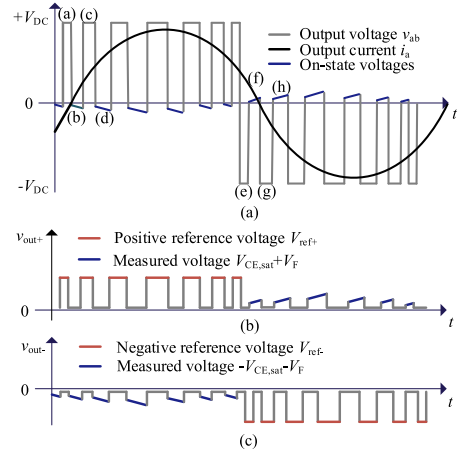 +V_DC
(a)
(c)
Output voltage v_ab
Output current i_a
On-state voltages
0
(b)
(d)
(f)
(h)
t
-V_DC
(e)
(g)
(a)
v_out+
Positive reference voltage V_ref+
Measured voltage V_CE,sat+V_F
0
t
(b)
v_out-
Negative reference voltage V_ref-
Measured voltage -V_CE,sat-V_F
0
t
(c)